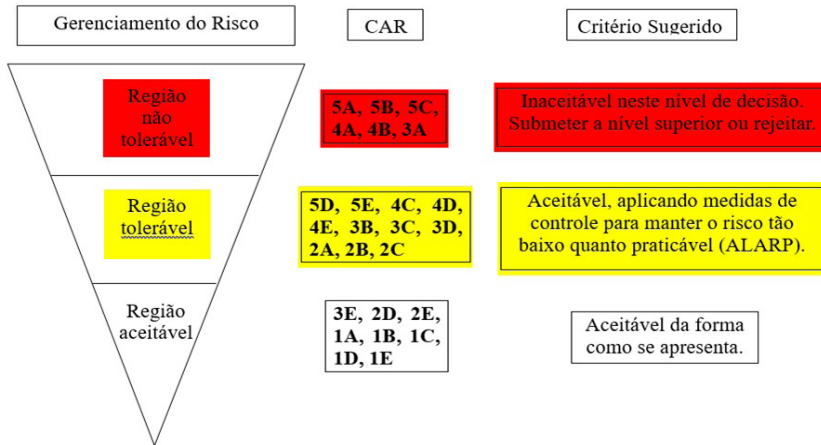 Gerenciamento do Risco
CAR
Critério Sugerido
Região
não
tolerável
5A, 5B, 5C,
4A, 4B, 3A
Inaceitável neste nível de decisão.
Submeter a nível superior ou rejeitar.
Região
tolerável
5D, 5E, 4C, 4D,
4E, 3B, 3C, 3D,
2A, 2B, 2C
Aceitável, aplicando medidas de
controle para manter o risco tão
baixo quanto praticável (ALARP).
Região
aceitável
3E, 2D, 2E,
1A, 1B, 1C,
1D, 1E
Aceitável da forma
como se apresenta.